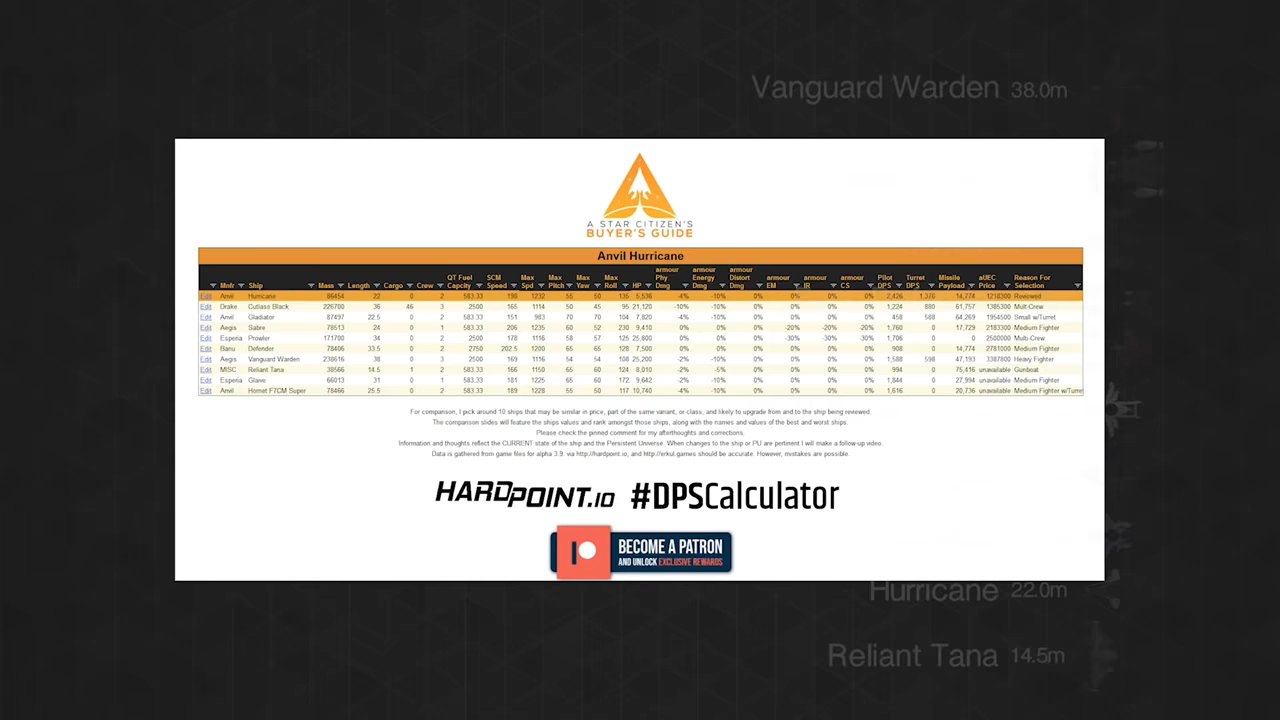 Vanguard Warden 38.0m
A STAR CITIZEN'S
BUYER'S GUIDE
Anvil Hurricane
Mnfr Ship Mass Length Cargo Crew QT Fuel Capcity SCM Speed Max Spd Max Pitch Max Yaw Max Roll HP armour Phy Dmg armour Energy Dmg armour Distort Dmg armour EM armour IR armour CS Pilot DPS Turret DPS Missile Payload aUEC Price Reason For Selection
Edit Anvil Hurricane 86454 22 0 2 583.33 198 1232 55 50 135 5,536 -4% -10% 0% 0% 0% 0% 2,426 1,376 14,774 1218300 Reviewed
Edit Drake Cutlass Black 226700 36 46 3 2500 165 1114 50 45 95 21,120 -10% 0% 0% 0% 0% 0% 1,224 880 61,757 1385300 Mult-Crew
Edit Anvil Gladiator 87497 22.5 0 2 583.33 151 983 70 70 104 7,820 -4% 0% 0% 0% 0% 0% 458 588 64,269 1954500 Small w/Turret
Edit Aegis Sabre 78513 24 0 1 583.33 206 1235 60 52 230 9,410 0% 0% 0% -20% -20% -20% 1,760 0 17,729 2183300 Medium Fighter
Edit Esperia Prowler 171700 34 0 2 583.33 178 1116 58 57 125 25,800 0% 0% 0% -30% -30% -30% 1,706 0 0 2500000 Multi-Crew
Edit Banu Defender 78406 33.5 0 2 2750 202.5 1200 65 65 128 7,500 0% 0% 0% 0% 0% 0% 908 0 14,774 2781000 Medium Fighter
Edit Aegis Vanguard Warden 238616 38 0 3 2500 169 1116 54 54 108 25,200 -2% -10% 0% 0% 0% 0% 1,588 598 47,193 3387800 Heavy Fighter
Edit MISC Reliant Tana 38566 14.5 1 2 583.33 166 1150 65 60 124 8,010 -2% -5% 0% 0% 0% 0% 994 0 75,416 unavailable Gunboat
Edit Esperia Glaive 66013 31 0 1 583.33 181 1225 65 60 172 9,642 -2% -10% 0% 0% 0% 0% 1,844 0 27,994 unavailable Medium Fighter
Edit Anvil Hornet F7CM Super 78466 25.5 0 2 583.33 189 1228 55 50 117 10,740 -4% -10% 0% 0% 0% 0% 1,616 0 20,736 unavailable Medium Fighter w/Turre
For comparison, I pick around 10 ships that may be similar in price, part of the same variant, or class, and likely to upgrade from and to the ship being reviewed.
The comparison slides will feature the ships values and rank amongst those ships, along with the names and values of the best and worst ships.
Please check the pinned comment for my afterthoughts and corrections.
Information and thoughts reflect the CURRENT state of the ship and the Persistent Universe. When changes to the ship or PU are pertinent I will make a follow-up video.
Data is gathered from game files for alpha 3.9. via http://hardpoint.io, and http://erkul.games should be accurate. However, mistakes are possible.
HARDPOINT.IO #DPSCalculator
BECOME A PATRON
AND UNLOCK EXCLUSIVE REWARDS
Hurricane 22.0m
Reliant Tana 14.5m